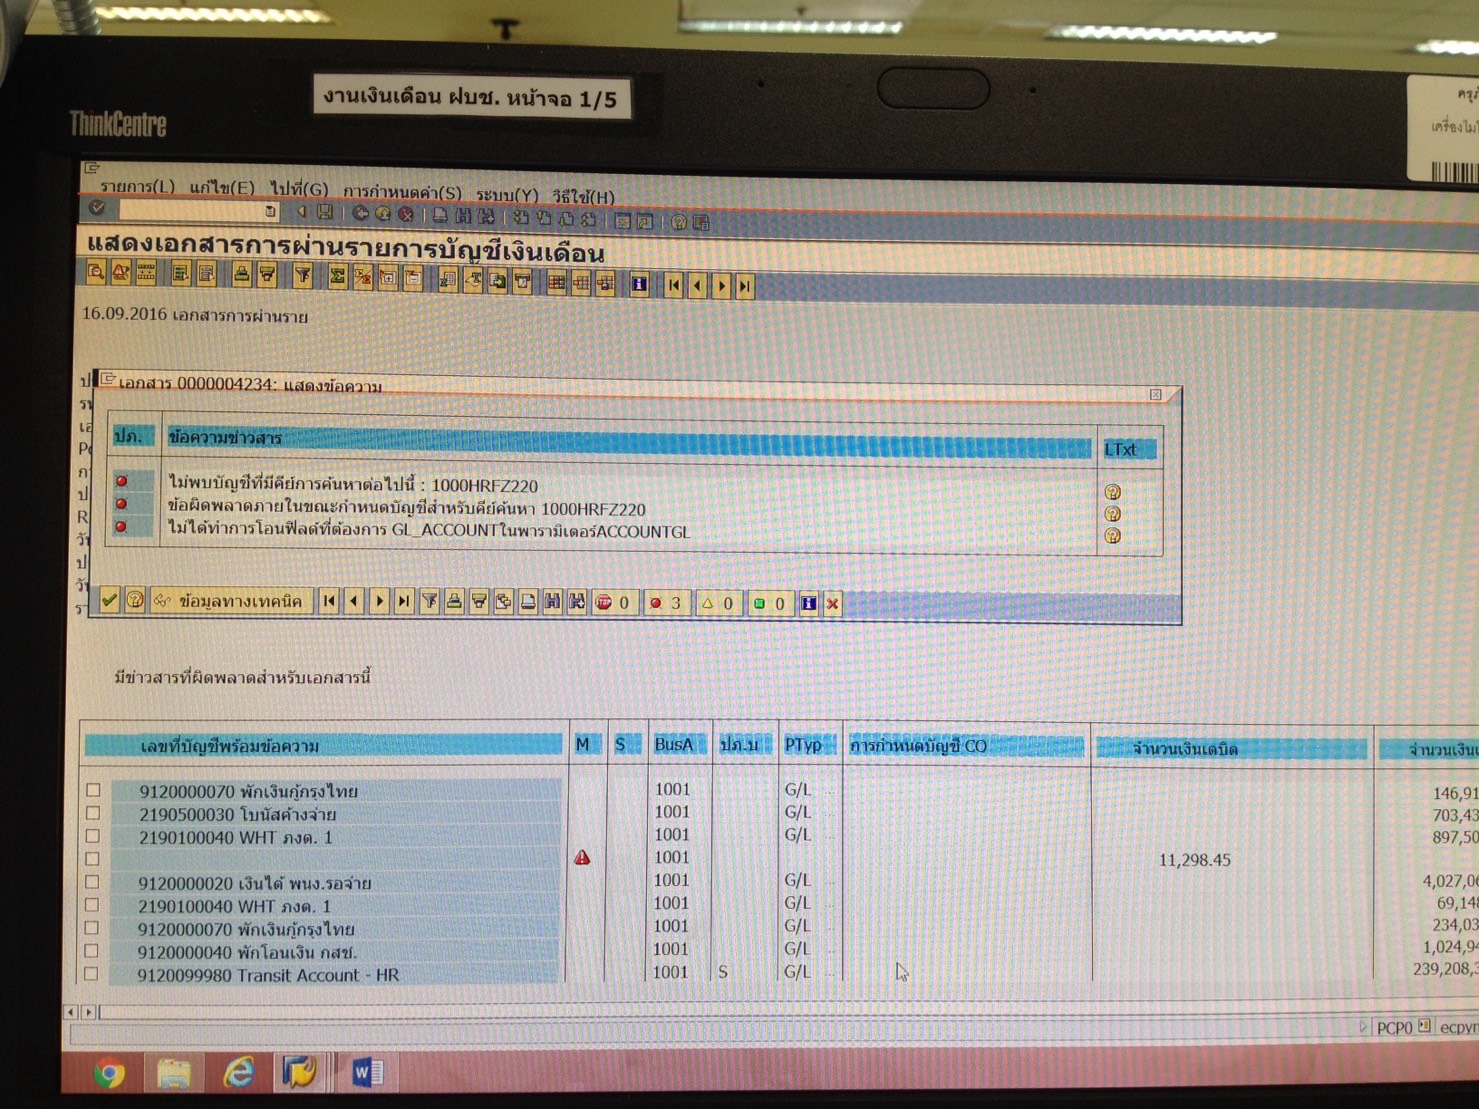 งานเงินเดือน ฝบช. หน้าจอ 1/5
ThinkCentre
รายการ(L) แก้ไข(E) ไปที่(G) การกำหนดค่า(S) ระบบ(Y) วิธีใช้(H)
แสดงเอกสารการผ่านรายการบัญชีเงินเดือน
16.09.2016 เอกสารการผ่านราย
เอกสาร 0000004234: แสดงข้อความ
ปภ. ข้อความข่าวสาร LTxt
ไม่พบบัญชีที่มีคีย์การค้นหาต่อไปนี้ : 1000HRFZ220
ข้อผิดพลาดภายในขณะกำหนดบัญชีสำหรับคีย์ค้นหา 1000HRFZ220
ไม่ได้ทำการโอนฟิลด์ที่ต้องการ GL_ACCOUNTในพารามิเตอร์ACCOUNTGL
ข้อมูลทางเทคนิค STOP 0 3 0 0
มีข่าวสารที่ผิดพลาดสำหรับเอกสารนี้
เลขที่บัญชีพร้อมข้อความ M S BusA ปภ.บ PTyp การกำหนดบัญชี CO จำนวนเงินเดบิต
9120000070 พักเงินกู้กรุงไทย 1001 G/L 146,91
2190500030 โบนัสค้างจ่าย 1001 G/L 703,43
2190100040 WHT ภงด. 1 1001 G/L 897,50
1001 11,298.45
9120000020 เงินได้ พนง.รอจ่าย 1001 G/L 4,027,06
2190100040 WHT ภงด. 1 1001 G/L 69,148
9120000070 พักเงินกู้กรุงไทย 1001 G/L 234,03
9120000040 พักโอนเงิน กสช. 1001 G/L 1,024,94
9120099980 Transit Account - HR 1001 S G/L 239,208,3
PCP0